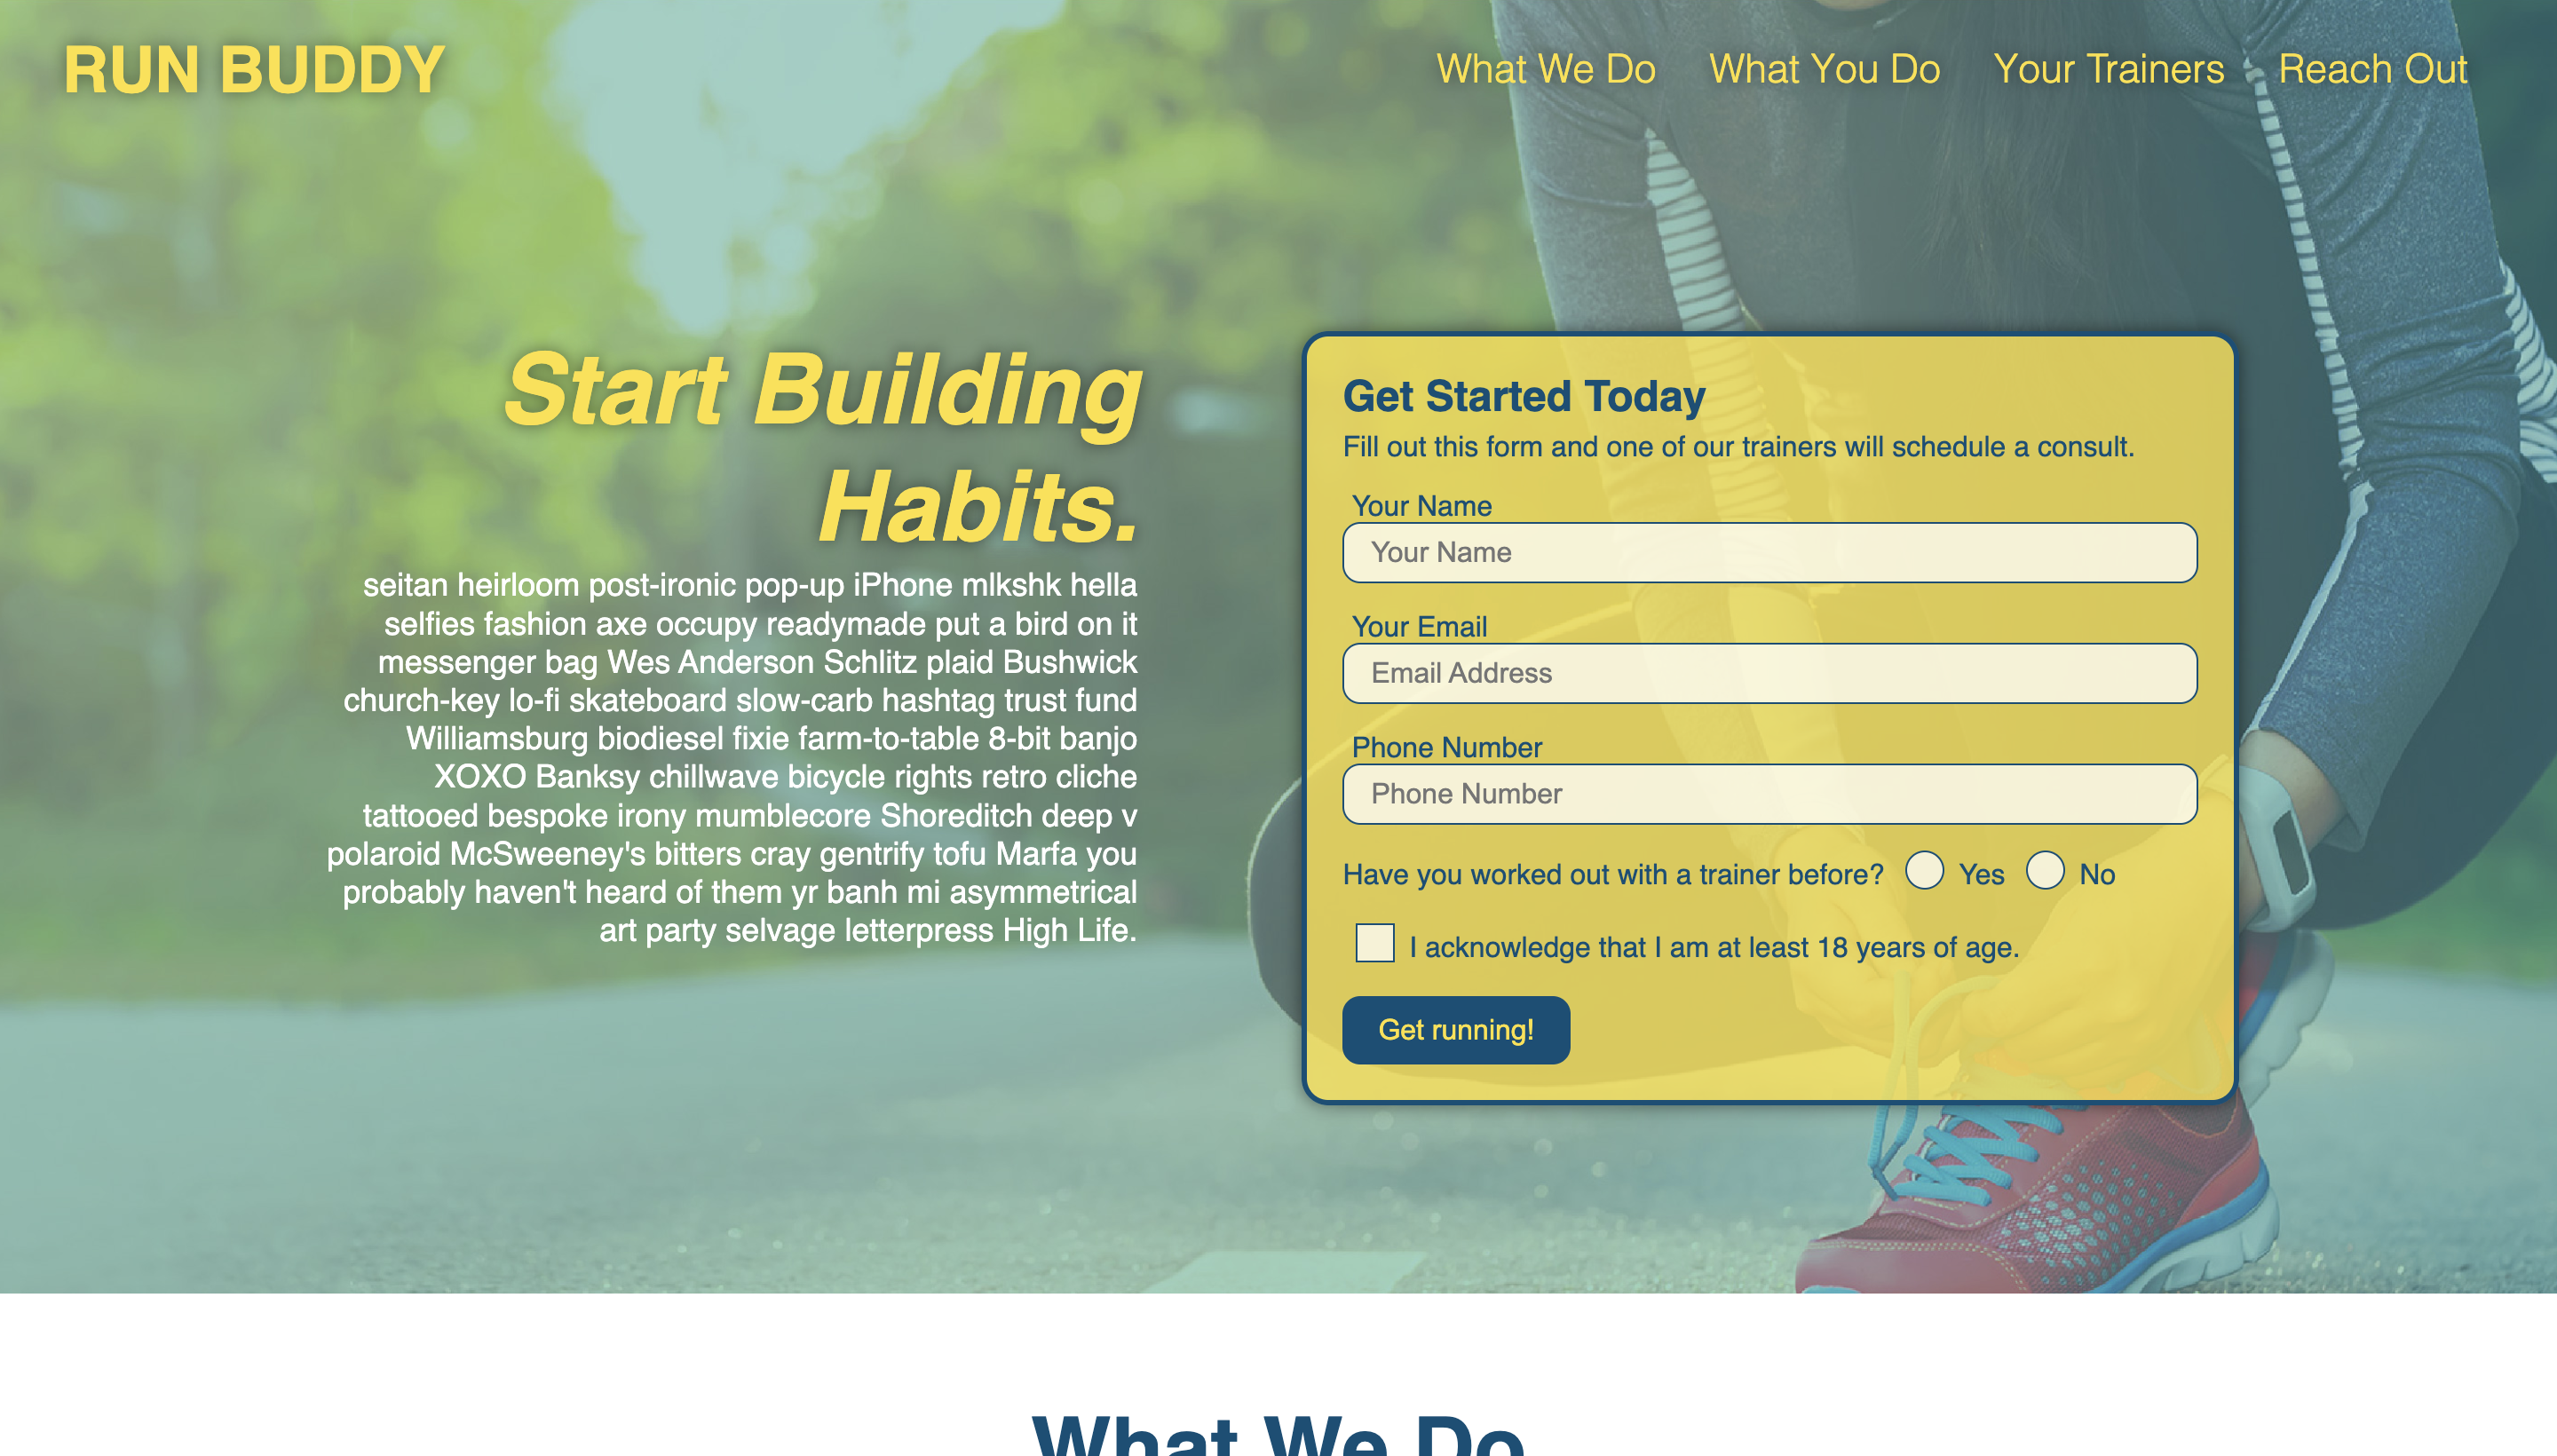 RUN BUDDY
What We Do
What You Do
Your Trainers
Reach Out
Start Building
Habits.
seitan heirloom post-ironic pop-up iPhone mlkshk hella
selfies fashion axe occupy readymade put a bird on it
messenger bag Wes Anderson Schlitz plaid Bushwick
church-key lo-fi skateboard slow-carb hashtag trust fund
Williamsburg biodiesel fixie farm-to-table 8-bit banjo
XOXO Banksy chillwave bicycle rights retro cliche
tattooed bespoke irony mumblecore Shoreditch deep v
polaroid McSweeney's bitters cray gentrify tofu Marfa you
probably haven't heard of them yr banh mi asymmetrical
art party selvage letterpress High Life.
Get Started Today
Fill out this form and one of our trainers will schedule a consult.
Your Name
Your Name
Your Email
Email Address
Phone Number
Phone Number
Have you worked out with a trainer before? Yes No
I acknowledge that I am at least 18 years of age.
Get running!
What We Do